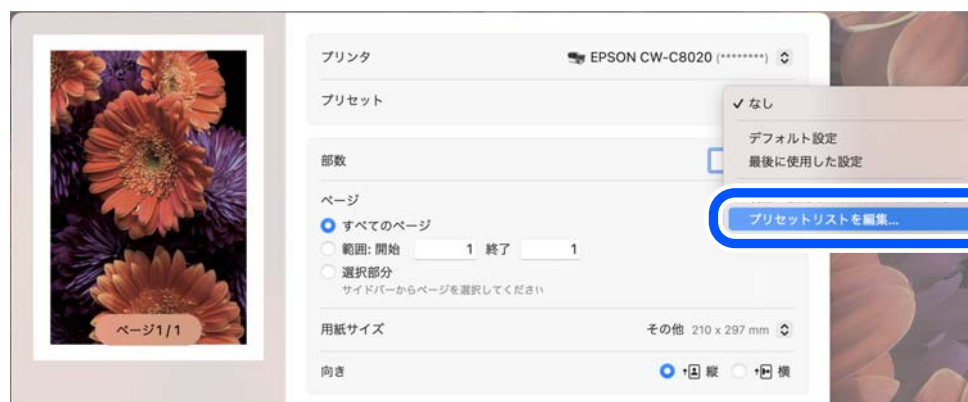 プリンタ EPSON CW-C8020 (********)
プリセット
✓ なし
デフォルト設定
最後に使用した設定
プリセットリストを編集...
部数
ページ
すべてのページ
範囲: 開始 1 終了 1
選択部分
サイドバーからページを選択してください
ページ1/1
用紙サイズ その他 210 x 297 mm
向き 縦 横